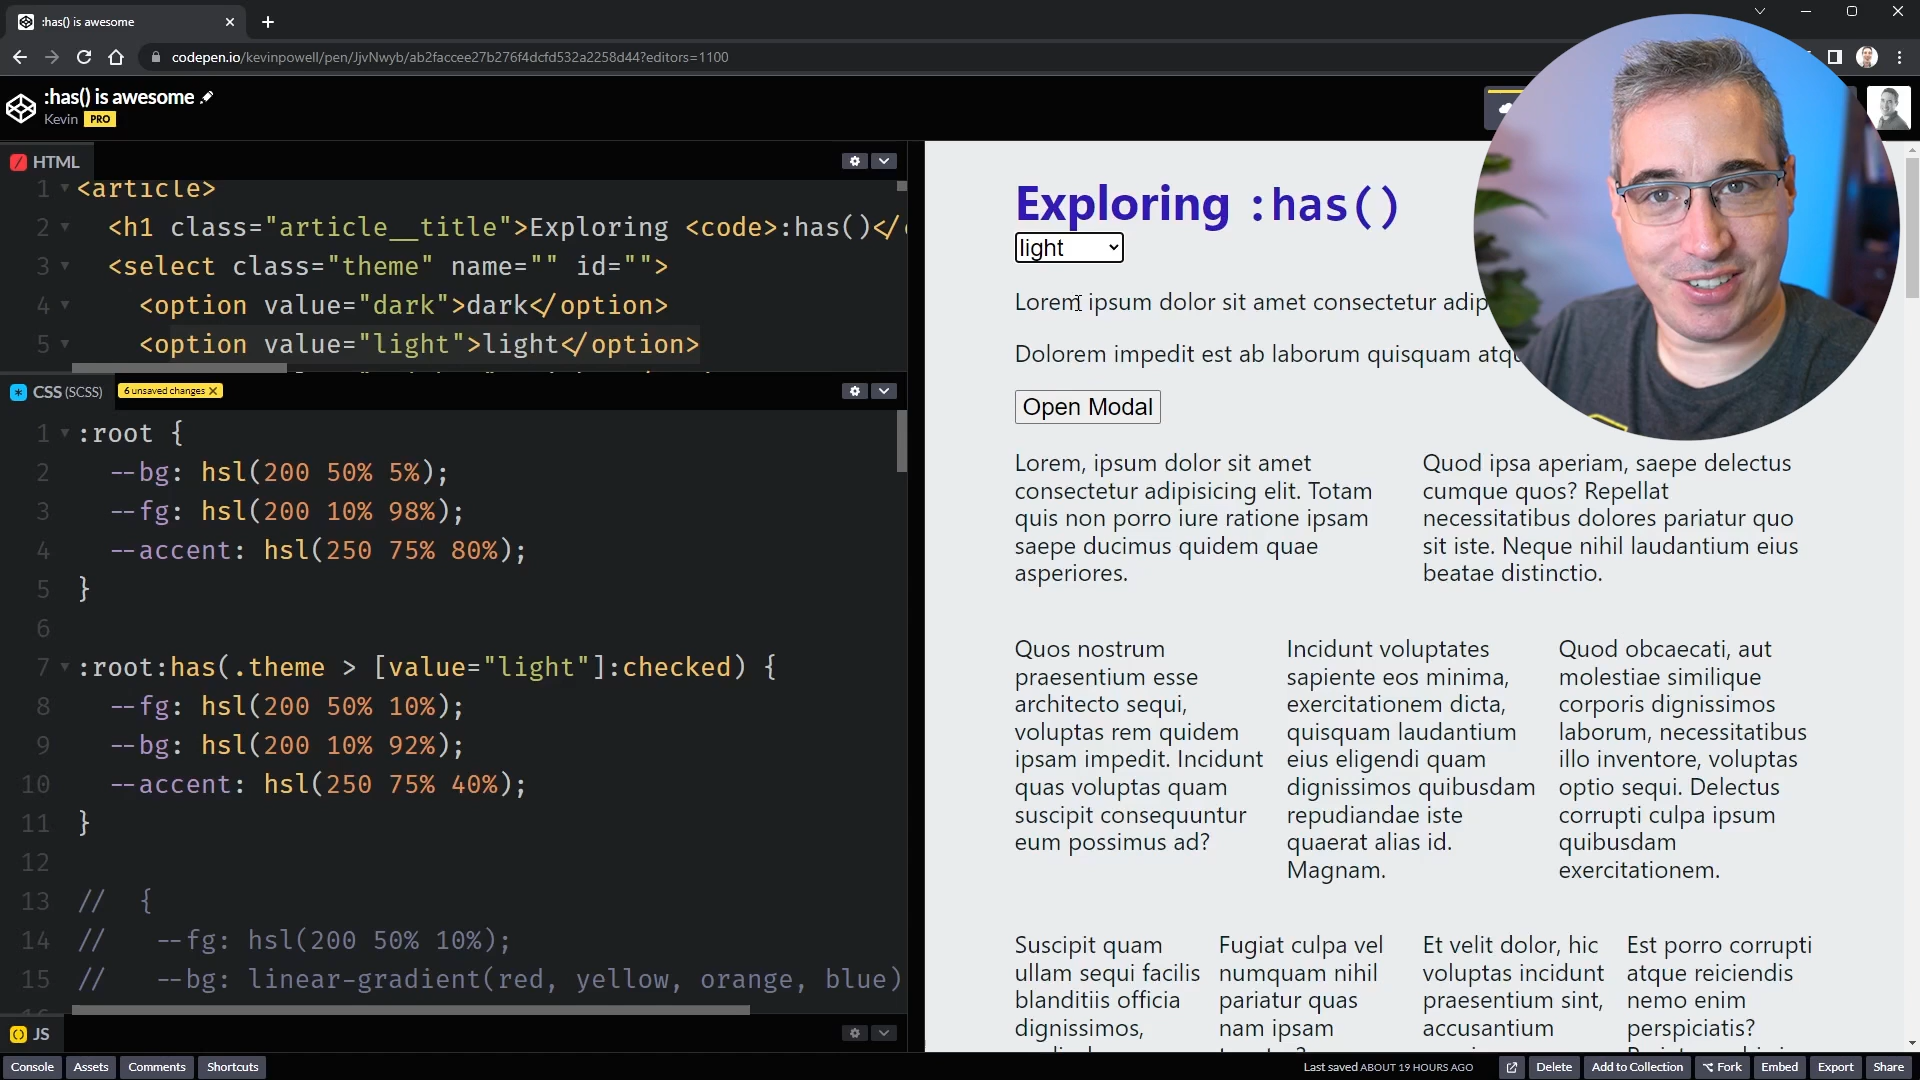 :has() is awesome
codepen.io/kevinpowell/pen/JjvNwyb/ab2faccee27b276f4dcfd532a2258d44?editors=1100
:has() is awesome
Kevin PRO
HTML
1 <article>
2 <h1 class="article__title">Exploring <code>:has()</
3 <select class="theme" name="" id="">
4 <option value="dark">dark</option>
5 <option value="light">light</option>
CSS (SCSS) 6 unsaved changes X
1 :root {
2 --bg: hsl(200 50% 5%);
3 --fg: hsl(200 10% 98%);
4 --accent: hsl(250 75% 80%);
5 }
6
7 :root:has(.theme > [value="light"]:checked) {
8 --fg: hsl(200 50% 10%);
9 --bg: hsl(200 10% 92%);
10 --accent: hsl(250 75% 40%);
11 }
12
13 // {
14 // --fg: hsl(200 50% 10%);
15 // --bg: linear-gradient(red, yellow, orange, blue)
JS
Exploring :has()
light
Lorem ipsum dolor sit amet consectetur adip
Dolorem impedit est ab laborum quisquam atqu
Open Modal
Lorem, ipsum dolor sit amet
consectetur adipisicing elit. Totam
quis non porro iure ratione ipsam
saepe ducimus quidem quae
asperiores.
Quod ipsa aperiam, saepe delectus
cumque quos? Repellat
necessitatibus dolores pariatur quo
sit iste. Neque nihil laudantium eius
beatae distinctio.
Quos nostrum
praesentium esse
architecto sequi,
voluptas rem quidem
ipsam impedit. Incidunt
quas voluptas quam
suscipit consequuntur
eum possimus ad?
Incidunt voluptates
sapiente eos minima,
exercitationem dicta,
quisquam laudantium
eius eligendi quam
dignissimos quibusdam
repudiandae iste
quaerat alias id.
Magnam.
Quod obcaecati, aut
molestiae similique
corporis dignissimos
laborum, necessitatibus
illo inventore, voluptas
optio sequi. Delectus
corrupti culpa ipsum
quibusdam
exercitationem.
Suscipit quam
ullam sequi facilis
blanditiis officia
dignissimos,
Fugiat culpa vel
numquam nihil
pariatur quas
nam ipsam
Et velit dolor, hic
voluptas incidunt
praesentium sint,
accusantium
Est porro corrupti
atque reiciendis
nemo enim
perspiciatis?
Console Assets Comments Shortcuts
Last saved ABOUT 19 HOURS AGO Delete Add to Collection Fork Embed Export Share